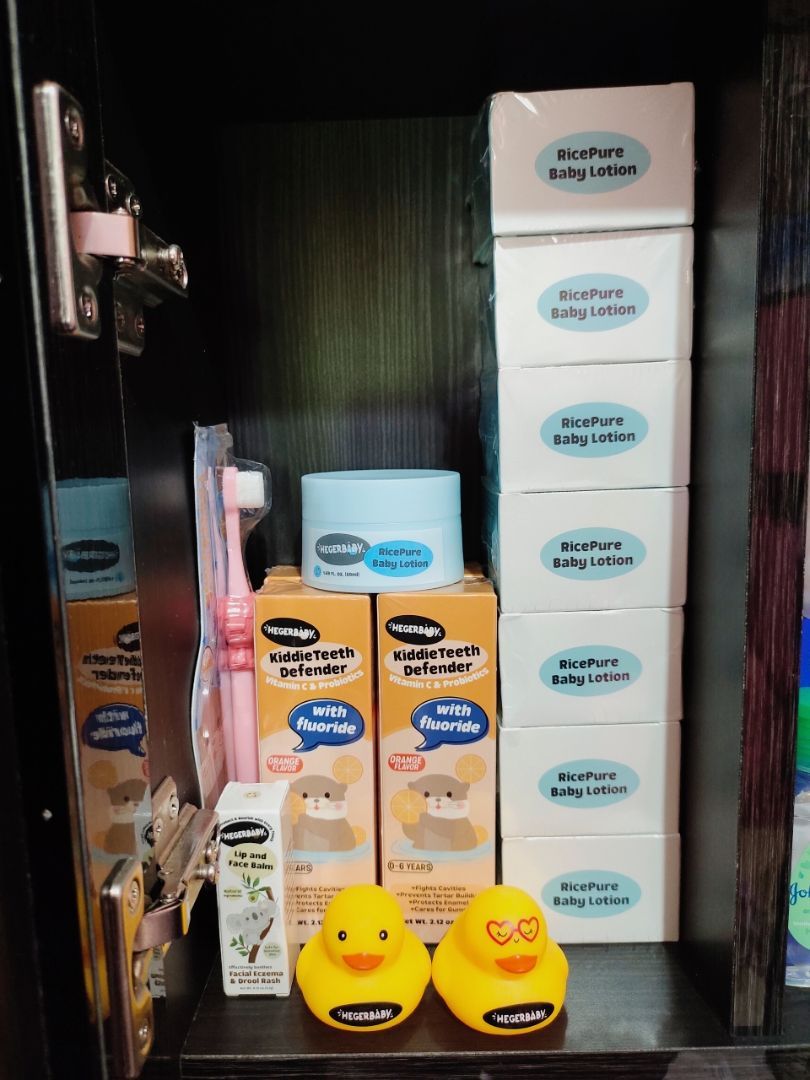 RicePure
Baby Lotion
RicePure
Baby Lotion
RicePure
Baby Lotion
RicePure
Baby Lotion
RicePure
Baby Lotion
RicePure
Baby Lotion
RicePure
Baby Lotion
HEGERBABY
RicePure
Baby Lotion
HEGERBABY
KiddieTeeth
Defender
Vitamin C & Probiotics
with
fluoride
ORANGE
FLAVOR
YEARS
Fights Cavities
HEGERBABY
KiddieTeeth
Defender
Vitamin C & Probiotics
with
fluoride
ORANGE
FLAVOR
0-6 YEARS
•Fights Cavities
•Prevents Tartar
•Protects Enamel
•Cares for
HEGERBABY
Lip and
Face Balm
Effectively Soothes
Facial Eczema
& Drool Rash
HEGERBABY
HEGERBABY